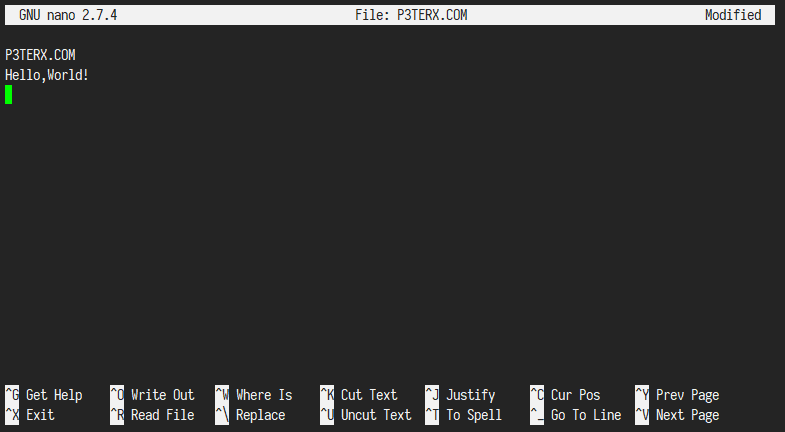 GNU nano 2.7.4 File: P3TERX.COM Modified
P3TERX.COM
Hello,World!
^G Get Help ^O Write Out ^W Where Is ^K Cut Text ^J Justify ^C Cur Pos ^Y Prev Page
^X Exit ^R Read File ^\ Replace ^U Uncut Text ^T To Spell ^_ Go To Line ^V Next Page